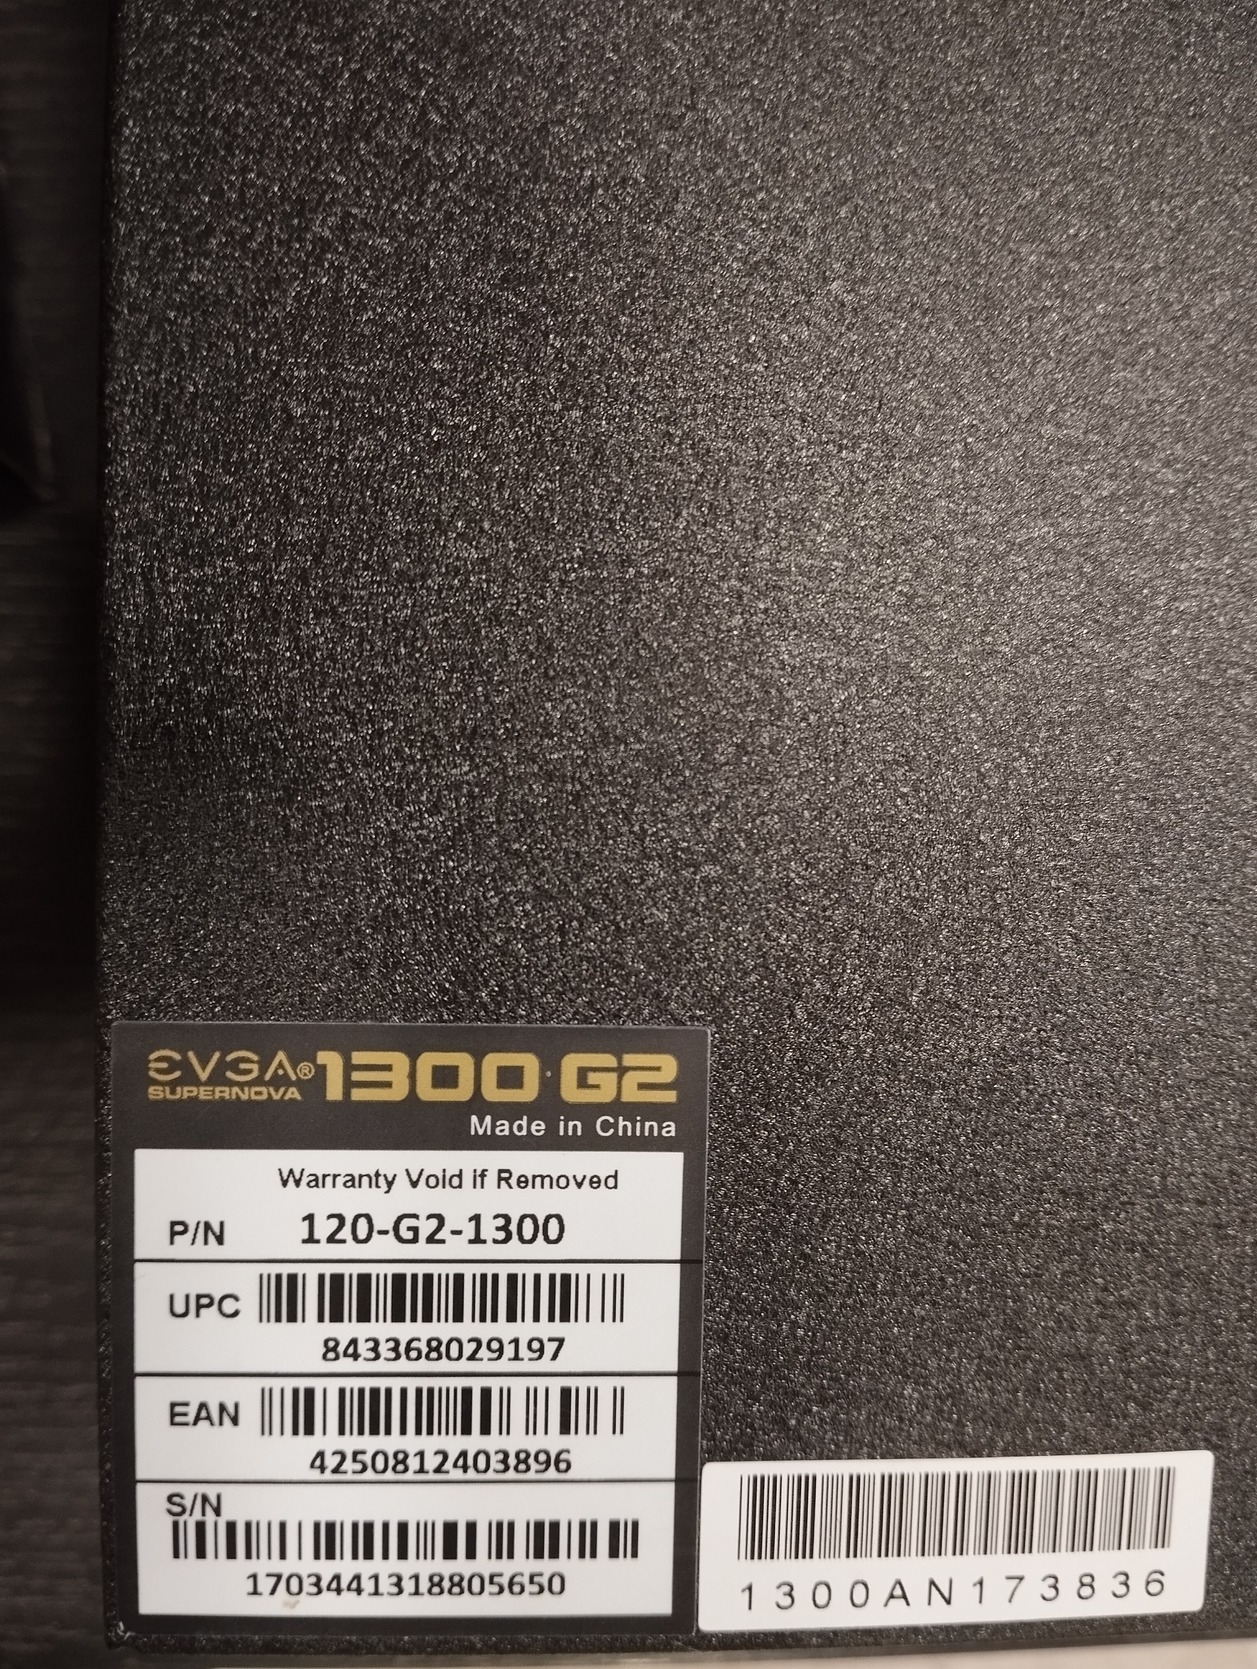 EVGA® SUPERNOVA 1300·G2
Made in China
Warranty Void if Removed
P/N 120-G2-1300
UPC
843368029197
EAN
4250812403896
S/N
1703441318805650
1300AN173836